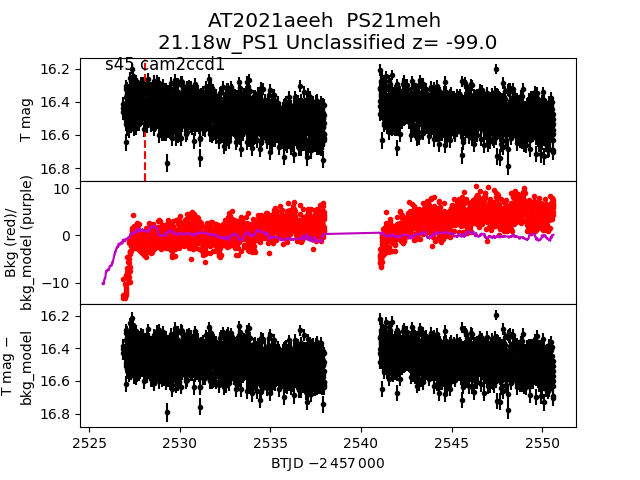 AT2021aeeh  PS21meh
21.18w_PS1 Unclassified z= -99.0
s45 cam2ccd1
16.2
16.4
16.6
16.8
T mag
10
0
−10
Bkg (red)/
bkg_model (purple)
16.2
16.4
16.6
16.8
T mag −
bkg_model
2525 2530 2535 2540 2545 2550
BTJD −2 457 000